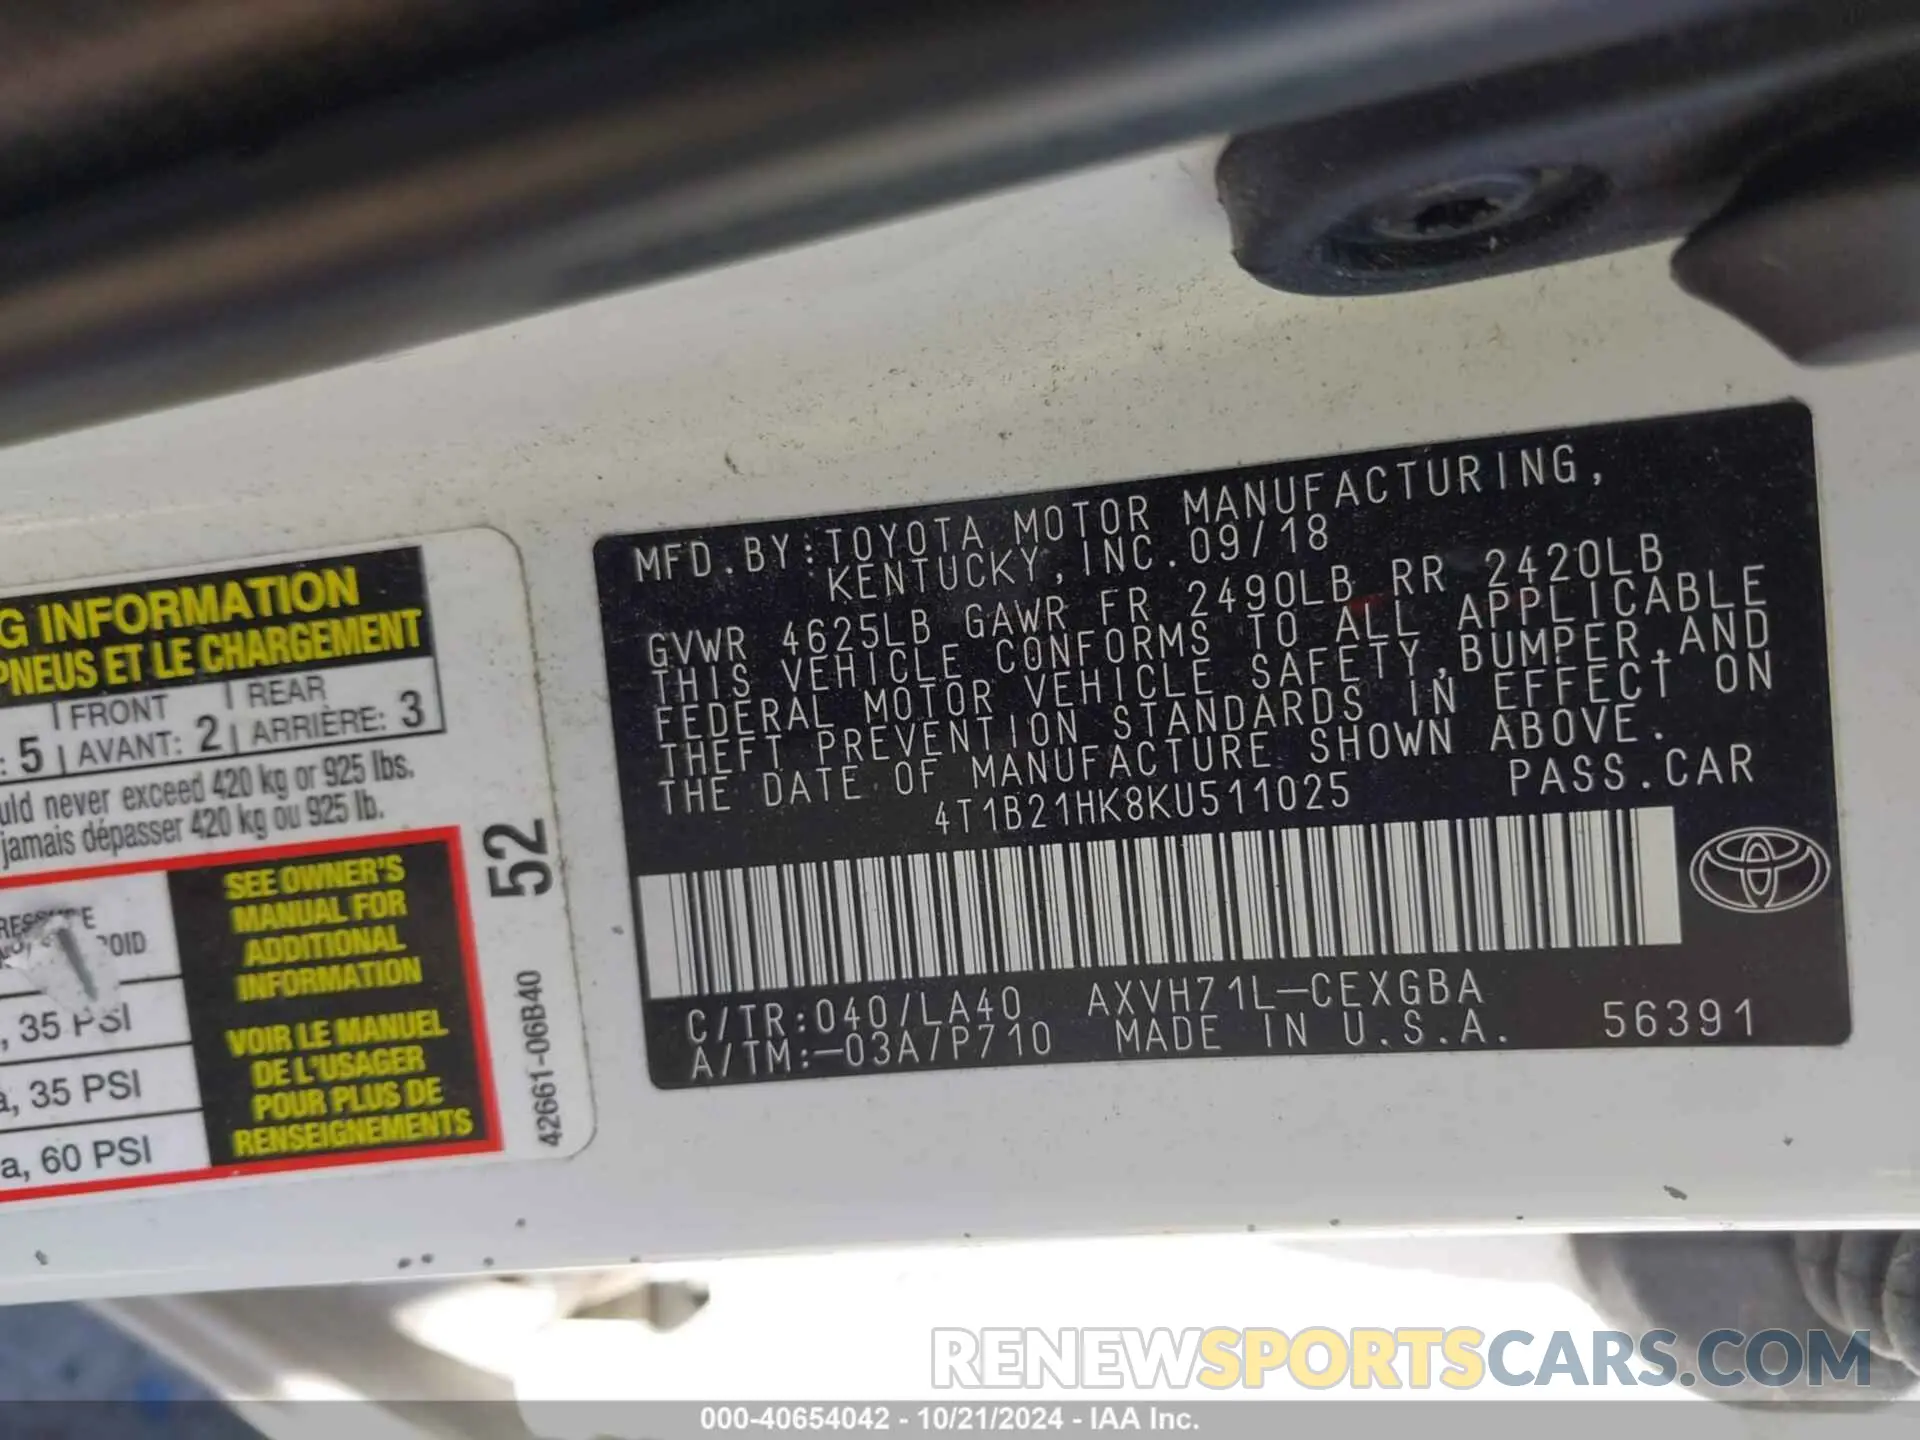 G INFORMATION
PNEUS ET LE CHARGEMENT
FRONT REAR
: 5 AVANT: 2 ARRIÈRE: 3
uld never exceed 420 kg or 925 lbs.
jamais dépasser 420 kg ou 925 lb.
SEE OWNER'S
MANUAL FOR
ADDITIONAL
INFORMATION
VOIR LE MANUEL
DE L'USAGER
POUR PLUS DE
RENSEIGNEMENTS
, 35 PSI
a, 35 PSI
a, 60 PSI
52
42661-06B40
MFD.BY:TOYOTA MOTOR MANUFACTURING,
KENTUCKY,INC.09/18
GVWR 4625LB GAWR FR 2490LB RR 2420LB
THIS VEHICLE CONFORMS TO ALL APPLICABLE
FEDERAL MOTOR VEHICLE SAFETY,BUMPER,AND
THEFT PREVENTION STANDARDS IN EFFECT ON
THE DATE OF MANUFACTURE SHOWN ABOVE.
4T1B21HK8KU511025 PASS.CAR
C/TR:040/LA40 AXVH71L-CEXGBA
A/TM:-03A/P710 MADE IN U.S.A. 56391
RENEWSPORTSCARS.COM
000-40654042 - 10/21/2024 - IAA Inc.